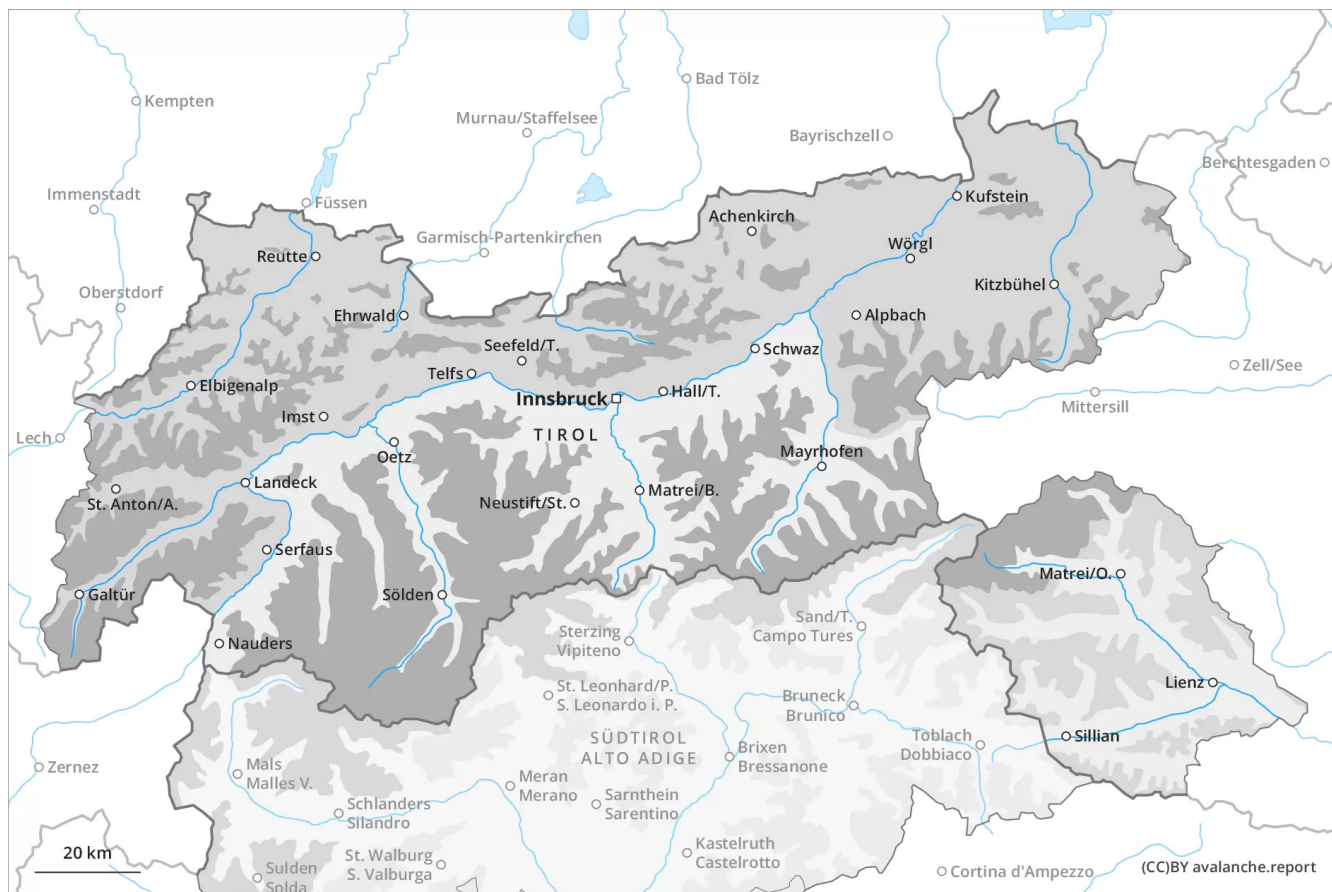 Kempten
Bad Tölz
Murnau/Staffelsee
Bayrischzell
Berchtesgaden
Immenstadt
Füssen
Kufstein
Achenkirch
Garmisch-Partenkirchen
Wörgl
Reutte
Oberstdorf
Kitzbühel
Ehrwald
Alpbach
Seefeld/T.
Schwaz
Zell/See
Telfs
Elbigenalp
Innsbruck
Hall/T.
Mittersill
Imst
Lech
TIROL
Oetz
Mayrhofen
Landeck
Matrei/B.
St. Anton/A.
Neustift/St.
Serfaus
Matrei/O.
Galtür
Sölden
Sand/T.
Campo Tures
Sterzing
Vipiteno
Nauders
Lienz
St. Leonhard/P.
S. Leonardo i. P.
Bruneck
Brunico
SÜDTIROL
ALTO ADIGE
Toblach
Dobbiaco
Sillian
Brixen
Bressanone
Zernez
Mals
Malles V.
Meran
Merano
Sarnthein
Sarentino
Schlanders
Silandro
Kastelruth
Castelrotto
20 km
St. Walburg
S. Valburga
Sulden
Solda
Cortina d'Ampezzo
(CC)BY avalanche.report